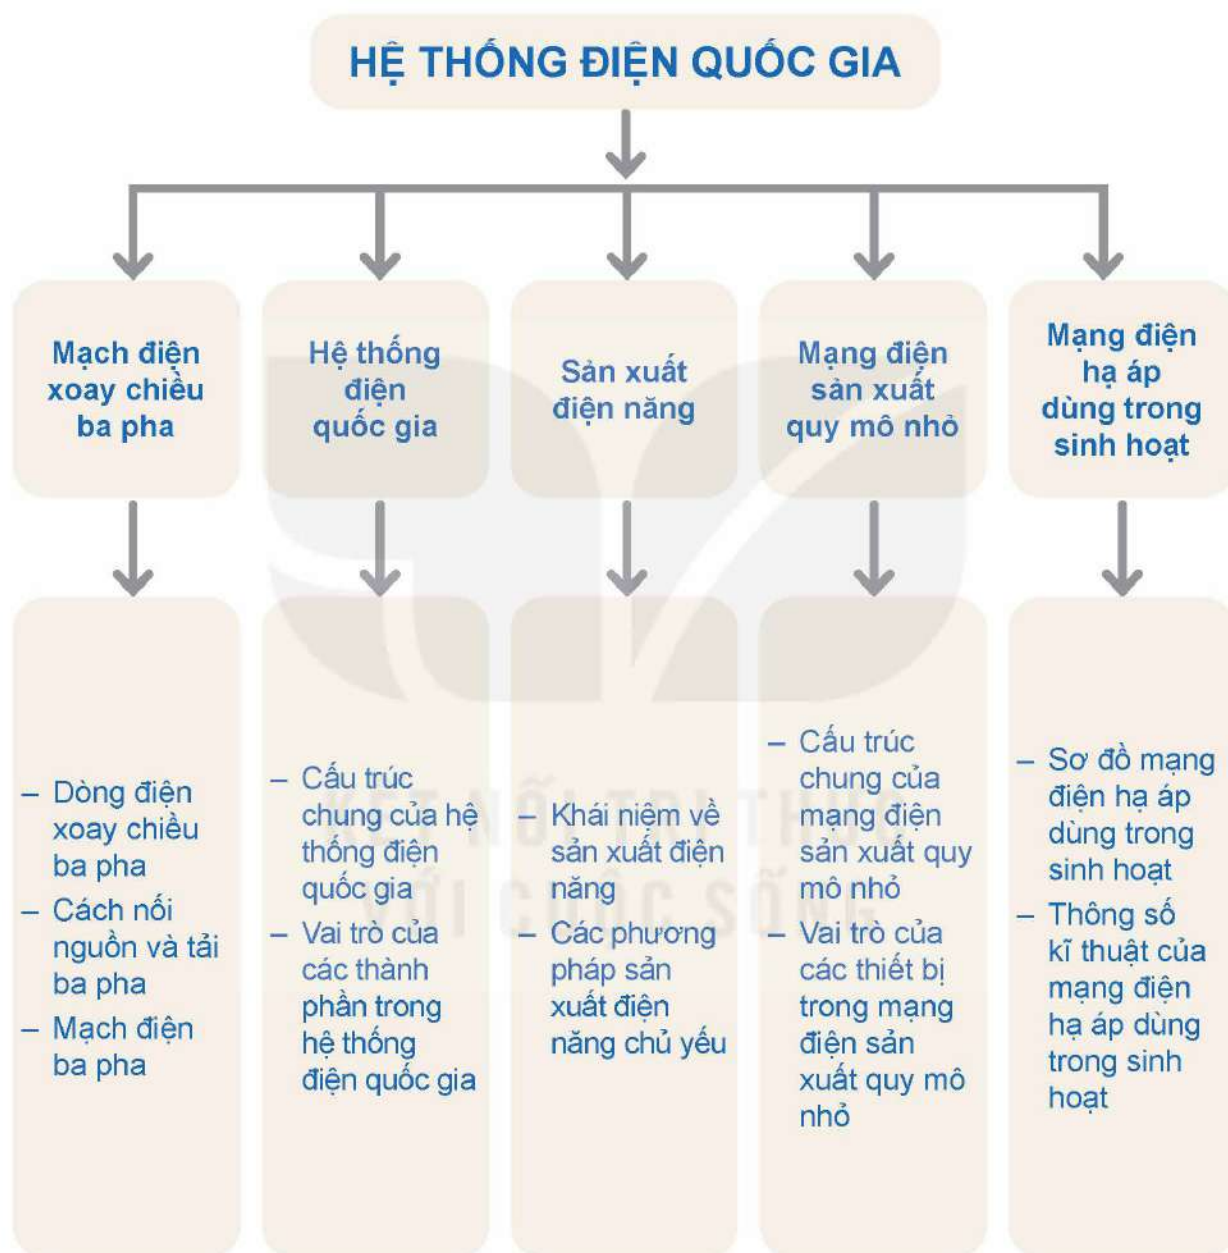 HỆ THỐNG ĐIỆN QUỐC GIA
Mạch điện
xoay chiều
ba pha
Hệ thống
điện
quốc gia
Sản xuất
điện năng
Mạng điện
sản xuất
quy mô nhỏ
Mạng điện
hạ áp
dùng trong
sinh hoạt
– Dòng điện
xoay chiều
ba pha
– Cách nối
nguồn và tải
ba pha
– Mạch điện
ba pha
– Cấu trúc
chung của hệ
thống điện
quốc gia
– Vai trò của
các thành
phần trong
hệ thống
điện quốc gia
– Khái niệm về
sản xuất điện
năng
– Các phương
pháp sản
xuất điện
năng chủ yếu
– Cấu trúc
chung của
mạng điện
sản xuất quy
mô nhỏ
– Vai trò của
các thiết bị
trong mạng
điện sản
xuất quy mô
nhỏ
– Sơ đồ mạng
điện hạ áp
dùng trong
sinh hoạt
– Thông số
kĩ thuật của
mạng điện
hạ áp dùng
trong sinh
hoạt
KẾT NỐI TRI THỨC
VỚI CUỘC SỐNG